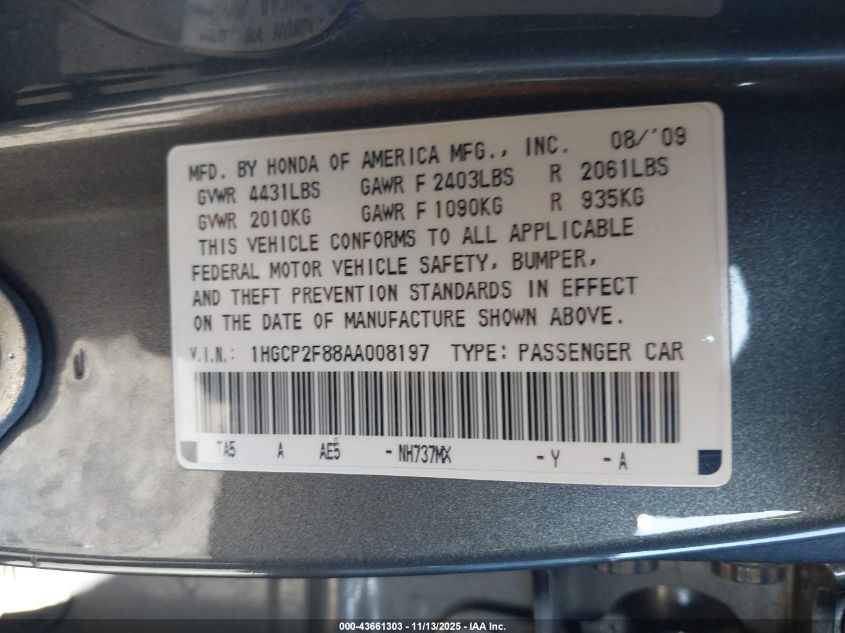 MFD. BY HONDA OF AMERICA MFG., INC. 08/'09
GVWR 4431LBS GAWR F 2403LBS R 2061LBS
GVWR 2010KG GAWR F 1090KG R 935KG
THIS VEHICLE CONFORMS TO ALL APPLICABLE
FEDERAL MOTOR VEHICLE SAFETY, BUMPER,
AND THEFT PREVENTION STANDARDS IN EFFECT
ON THE DATE OF MANUFACTURE SHOWN ABOVE.
V.I.N.: 1HGCP2F88AA008197 TYPE: PASSENGER CAR
TA5 A AE5 -NH737MX -Y -A
000-43661303 - 11/13/2025 - IAA Inc.